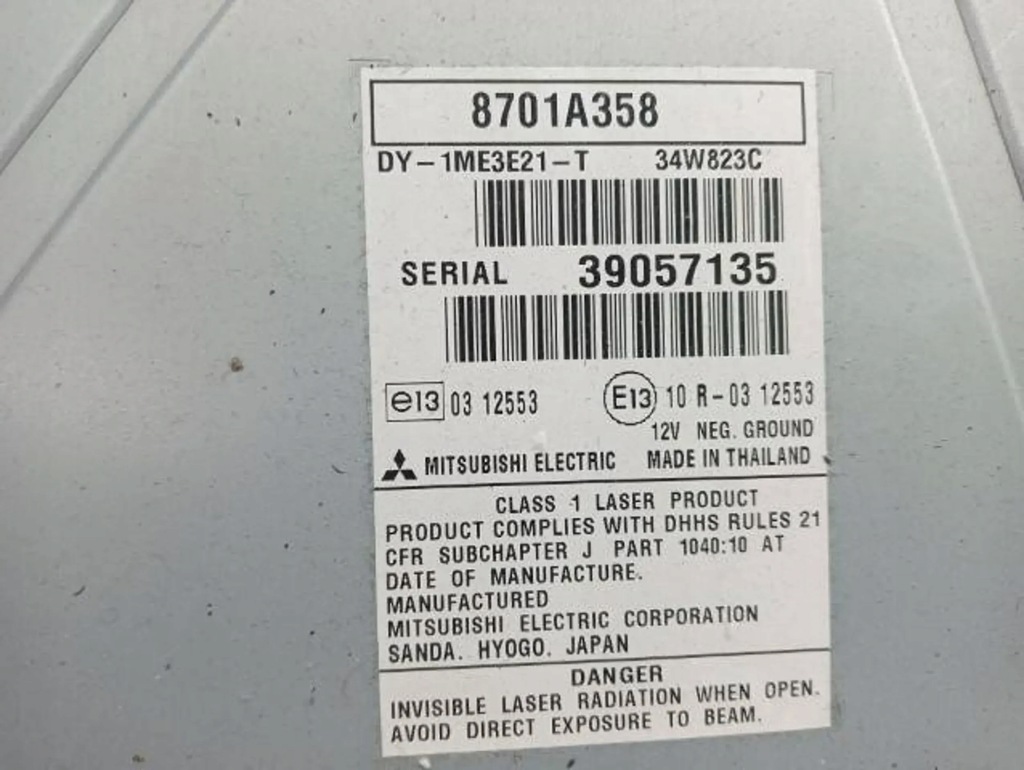 8701A358
DY-1ME3E21-T 34W823C
SERIAL 39057135
e13 03 12553 E13 10 R-03 12553
12V NEG. GROUND
MITSUBISHI ELECTRIC MADE IN THAILAND
CLASS 1 LASER PRODUCT
PRODUCT COMPLIES WITH DHHS RULES 21
CFR SUBCHAPTER J PART 1040:10 AT
DATE OF MANUFACTURE.
MANUFACTURED
MITSUBISHI ELECTRIC CORPORATION
SANDA. HYOGO. JAPAN
DANGER
INVISIBLE LASER RADIATION WHEN OPEN.
AVOID DIRECT EXPOSURE TO BEAM.